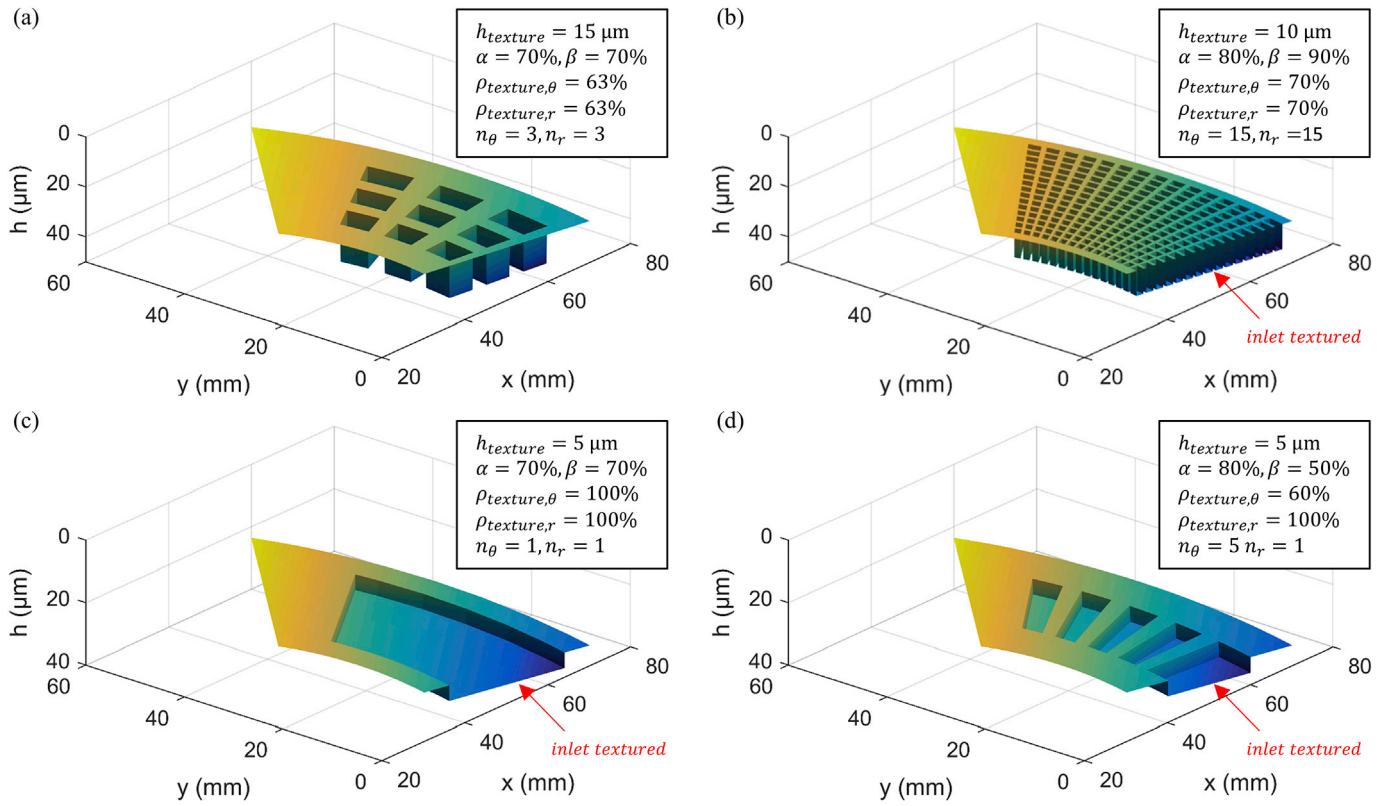 (a)
h_texture = 15 μm
α = 70%, β = 70%
ρ_texture,θ = 63%
ρ_texture,r = 63%
n_θ = 3, n_r = 3
0
20
40
60
h (μm)
40
20
0
y (mm)
20
40
60
80
x (mm)
(b)
h_texture = 10 μm
α = 80%, β = 90%
ρ_texture,θ = 70%
ρ_texture,r = 70%
n_θ = 15, n_r =15
0
20
40
60
h (μm)
40
20
0
y (mm)
20
40
60
80
x (mm)
inlet textured
(c)
h_texture = 5 μm
α = 70%, β = 70%
ρ_texture,θ = 100%
ρ_texture,r = 100%
n_θ = 1, n_r = 1
0
20
40
60
h (μm)
40
20
0
y (mm)
20
40
60
80
x (mm)
inlet textured
(d)
h_texture = 5 μm
α = 80%, β = 50%
ρ_texture,θ = 60%
ρ_texture,r = 100%
n_θ = 5 n_r = 1
0
20
40
60
h (μm)
40
20
0
y (mm)
20
40
60
80
x (mm)
inlet textured